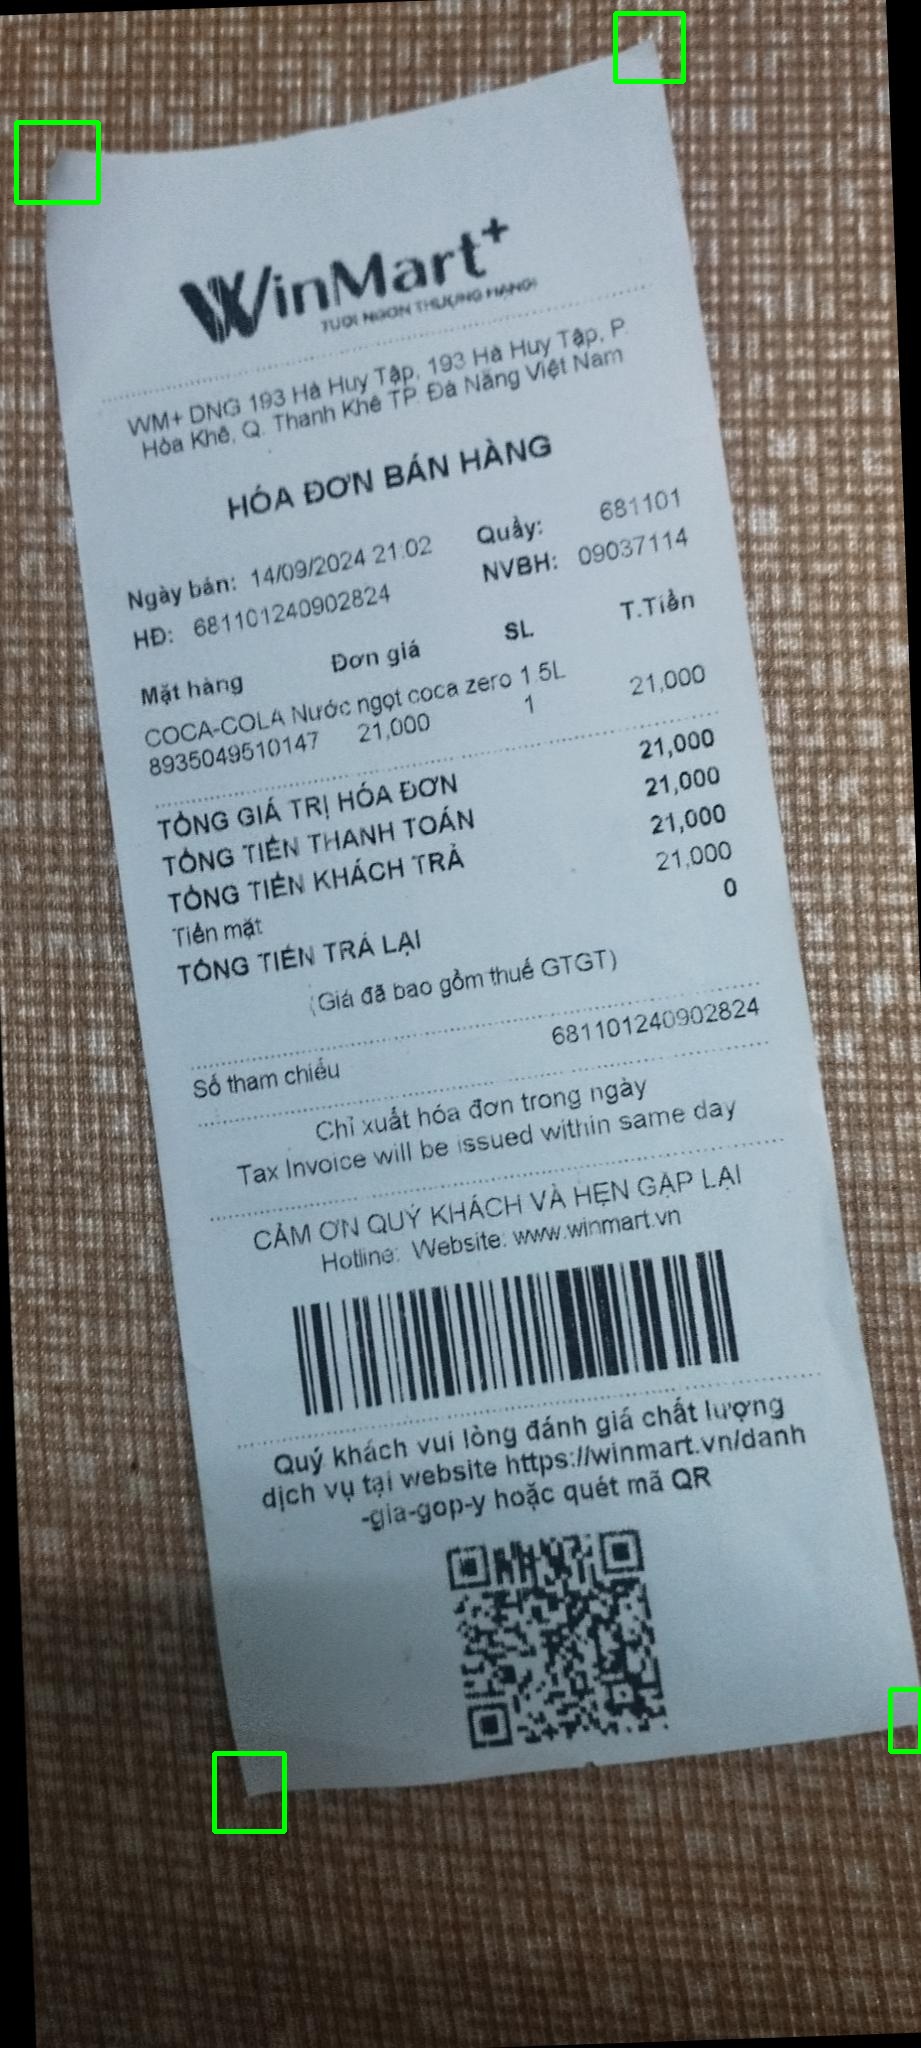 WinMart+
TƯƠI NGON THƯỢNG HẠNG!
WM+ DNG 193 Hà Huy Tập, 193 Hà Huy Tập, P.
Hòa Khê, Q. Thanh Khê TP. Đà Nẵng Việt Nam
HÓA ĐƠN BÁN HÀNG
Ngày bán: 14/09/2024 21:02 Quầy: 681101
HĐ: 681101240902824 NVBH: 09037114
Mặt hàng Đơn giá SL T.Tiền
COCA-COLA Nước ngọt coca zero 1.5L
8935049510147 21,000 1 21,000
TỔNG GIÁ TRỊ HÓA ĐƠN 21,000
TỔNG TIỀN THANH TOÁN 21,000
TỔNG TIỀN KHÁCH TRẢ 21,000
Tiền mặt 21,000
TỔNG TIỀN TRẢ LẠI 0
(Giá đã bao gồm thuế GTGT)
Số tham chiếu 681101240902824
Chỉ xuất hóa đơn trong ngày
Tax Invoice will be issued within same day
CẢM ƠN QUÝ KHÁCH VÀ HẸN GẶP LẠI
Hotline: Website: www.winmart.vn
Quý khách vui lòng đánh giá chất lượng
dịch vụ tại website https://winmart.vn/danh
-gia-gop-y hoặc quét mã QR